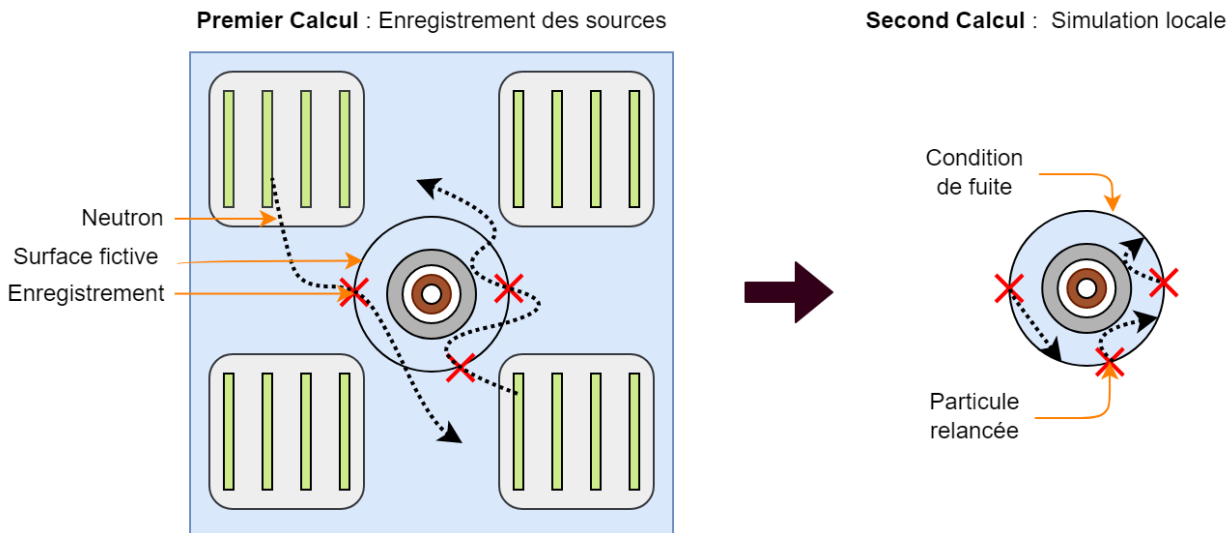 Premier Calcul : Enregistrement des sources
Second Calcul : Simulation locale
Neutron
Surface fictive
Enregistrement
Condition
de fuite
Particule
relancée